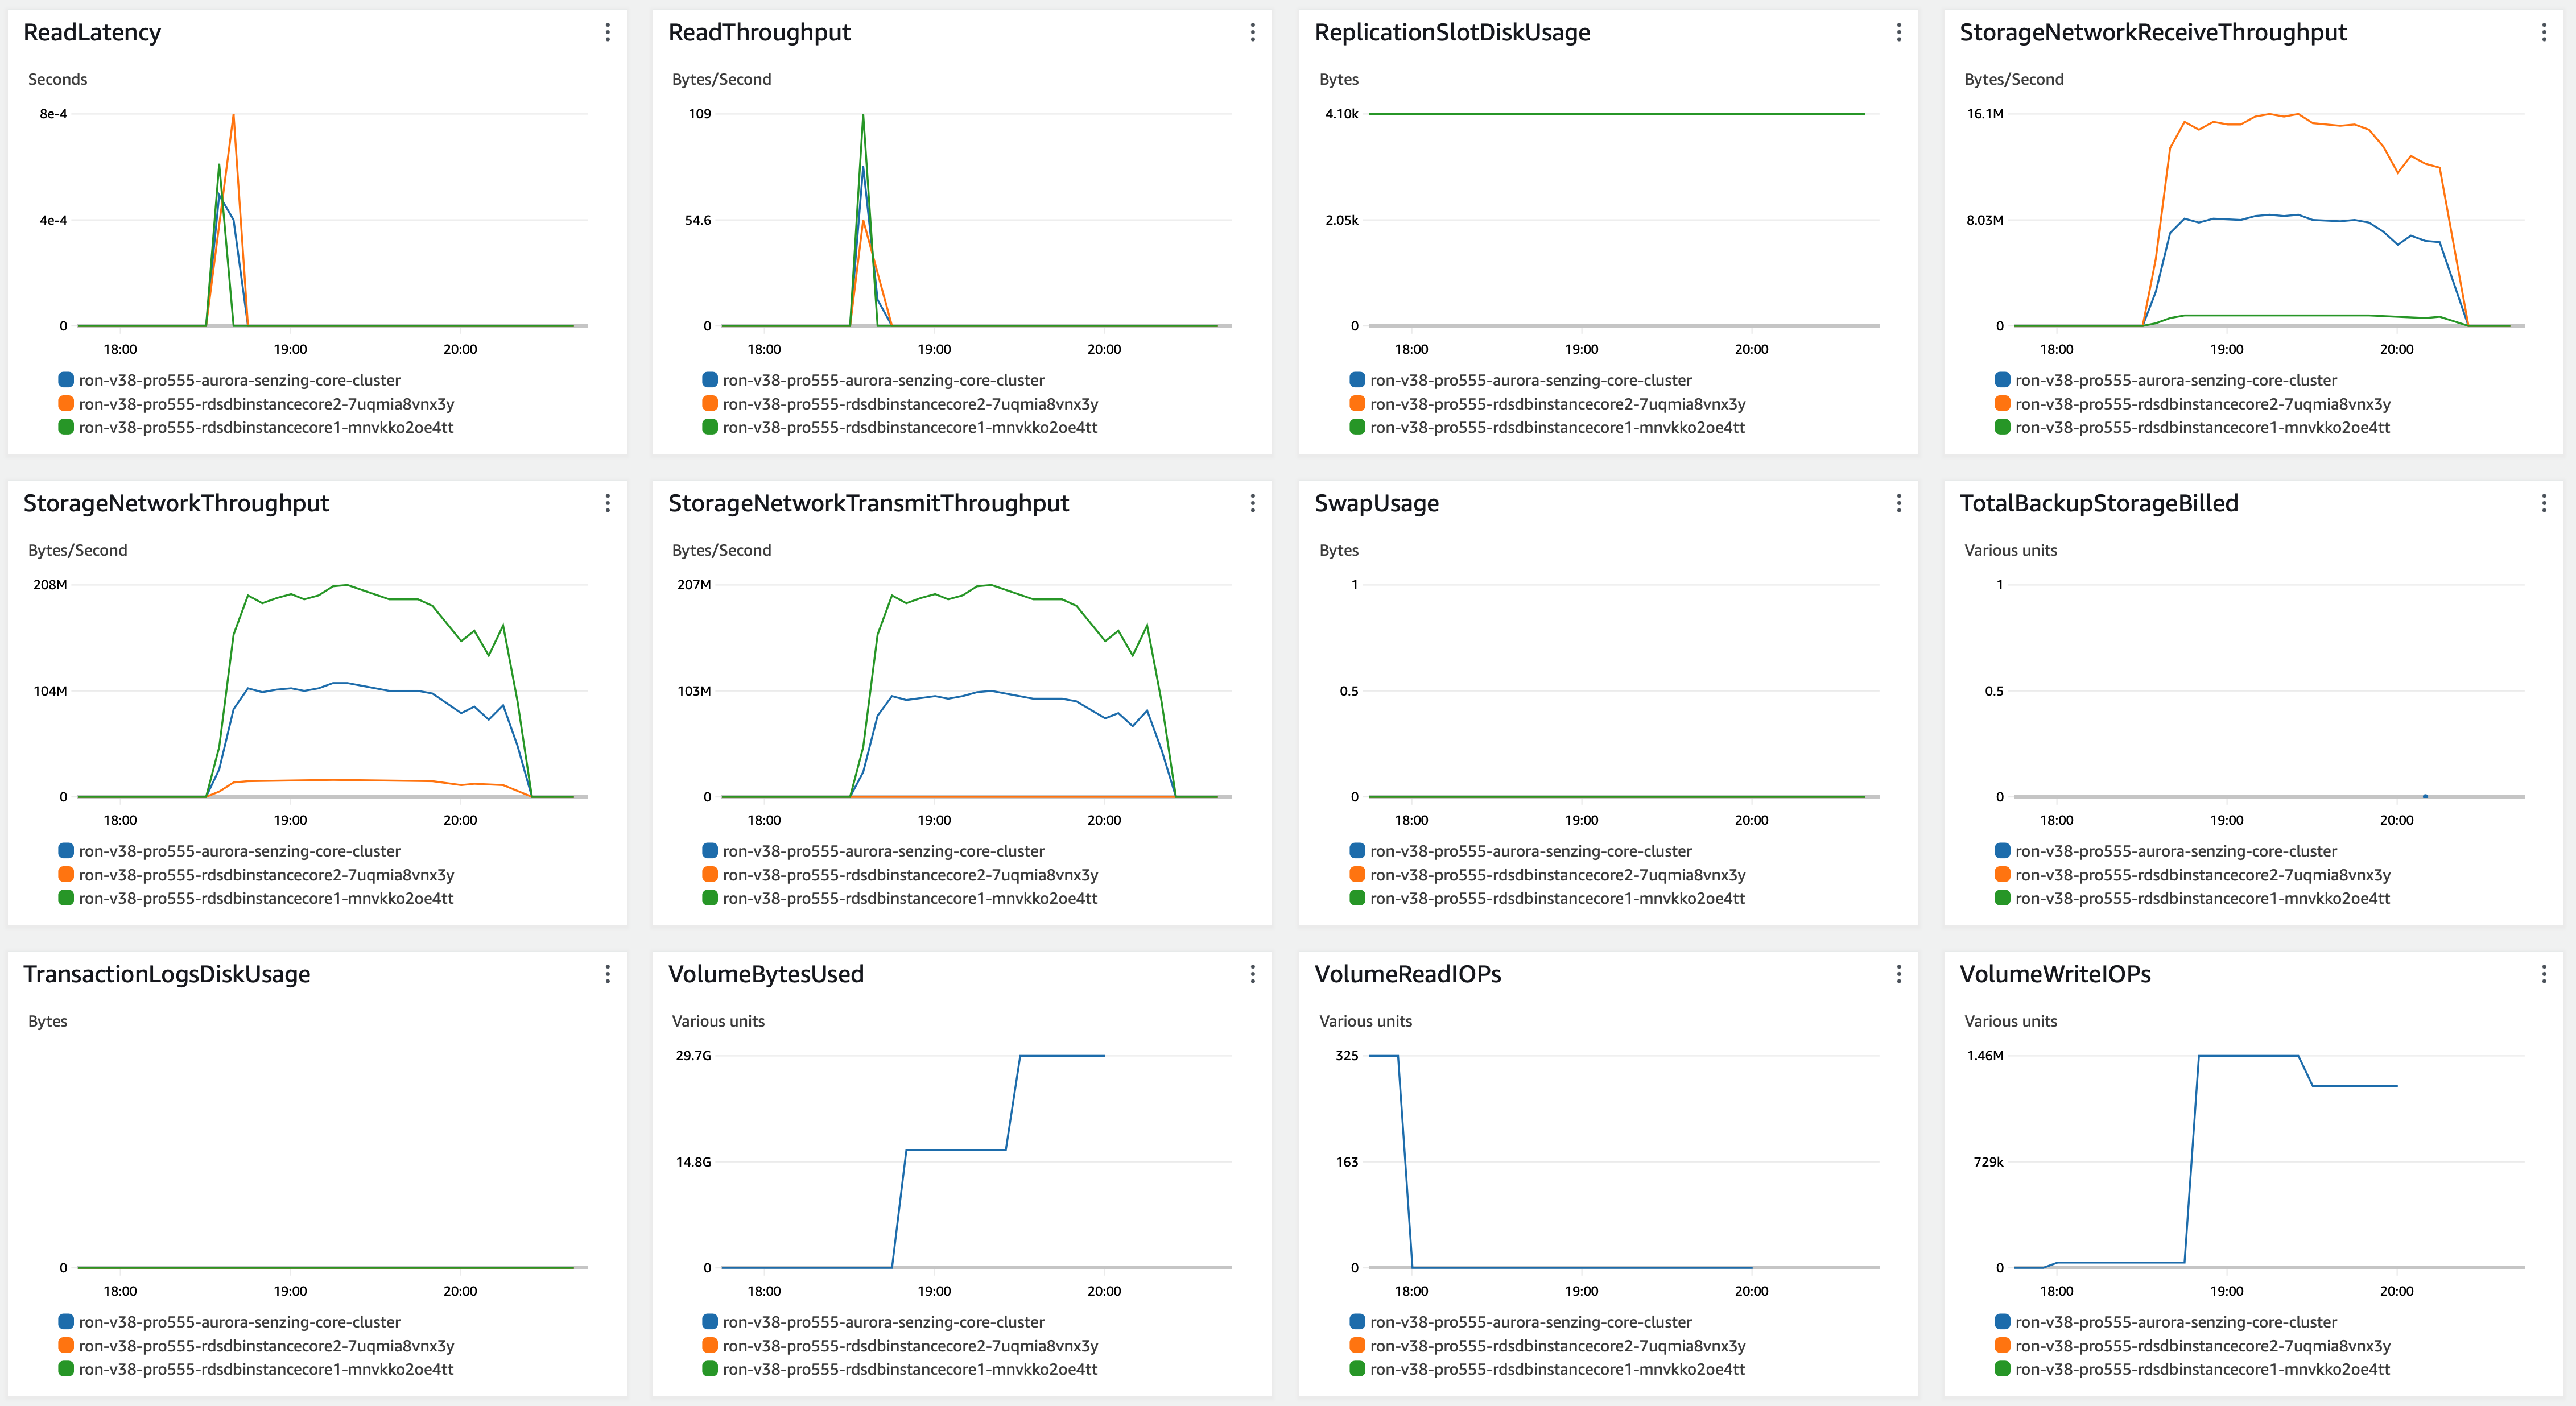 ReadLatency
Seconds
8e-4
4e-4
0
18:00 19:00 20:00
ron-v38-pro555-aurora-senzing-core-cluster
ron-v38-pro555-rdsdbinstancecore2-7uqmia8vnx3y
ron-v38-pro555-rdsdbinstancecore1-mnvkko2oe4tt
ReadThroughput
Bytes/Second
109
54.6
0
18:00 19:00 20:00
ron-v38-pro555-aurora-senzing-core-cluster
ron-v38-pro555-rdsdbinstancecore2-7uqmia8vnx3y
ron-v38-pro555-rdsdbinstancecore1-mnvkko2oe4tt
ReplicationSlotDiskUsage
Bytes
4.10k
2.05k
0
18:00 19:00 20:00
ron-v38-pro555-aurora-senzing-core-cluster
ron-v38-pro555-rdsdbinstancecore2-7uqmia8vnx3y
ron-v38-pro555-rdsdbinstancecore1-mnvkko2oe4tt
StorageNetworkReceiveThroughput
Bytes/Second
16.1M
8.03M
0
18:00 19:00 20:00
ron-v38-pro555-aurora-senzing-core-cluster
ron-v38-pro555-rdsdbinstancecore2-7uqmia8vnx3y
ron-v38-pro555-rdsdbinstancecore1-mnvkko2oe4tt
StorageNetworkThroughput
Bytes/Second
208M
104M
0
18:00 19:00 20:00
ron-v38-pro555-aurora-senzing-core-cluster
ron-v38-pro555-rdsdbinstancecore2-7uqmia8vnx3y
ron-v38-pro555-rdsdbinstancecore1-mnvkko2oe4tt
StorageNetworkTransmitThroughput
Bytes/Second
207M
103M
0
18:00 19:00 20:00
ron-v38-pro555-aurora-senzing-core-cluster
ron-v38-pro555-rdsdbinstancecore2-7uqmia8vnx3y
ron-v38-pro555-rdsdbinstancecore1-mnvkko2oe4tt
SwapUsage
Bytes
1
0.5
0
18:00 19:00 20:00
ron-v38-pro555-aurora-senzing-core-cluster
ron-v38-pro555-rdsdbinstancecore2-7uqmia8vnx3y
ron-v38-pro555-rdsdbinstancecore1-mnvkko2oe4tt
TotalBackupStorageBilled
Various units
1
0.5
0
18:00 19:00 20:00
ron-v38-pro555-aurora-senzing-core-cluster
ron-v38-pro555-rdsdbinstancecore2-7uqmia8vnx3y
ron-v38-pro555-rdsdbinstancecore1-mnvkko2oe4tt
TransactionLogsDiskUsage
Bytes
0
18:00 19:00 20:00
ron-v38-pro555-aurora-senzing-core-cluster
ron-v38-pro555-rdsdbinstancecore2-7uqmia8vnx3y
ron-v38-pro555-rdsdbinstancecore1-mnvkko2oe4tt
VolumeBytesUsed
Various units
29.7G
14.8G
0
18:00 19:00 20:00
ron-v38-pro555-aurora-senzing-core-cluster
ron-v38-pro555-rdsdbinstancecore2-7uqmia8vnx3y
ron-v38-pro555-rdsdbinstancecore1-mnvkko2oe4tt
VolumeReadIOPs
Various units
325
163
0
18:00 19:00 20:00
ron-v38-pro555-aurora-senzing-core-cluster
ron-v38-pro555-rdsdbinstancecore2-7uqmia8vnx3y
ron-v38-pro555-rdsdbinstancecore1-mnvkko2oe4tt
VolumeWriteIOPs
Various units
1.46M
729k
0
18:00 19:00 20:00
ron-v38-pro555-aurora-senzing-core-cluster
ron-v38-pro555-rdsdbinstancecore2-7uqmia8vnx3y
ron-v38-pro555-rdsdbinstancecore1-mnvkko2oe4tt